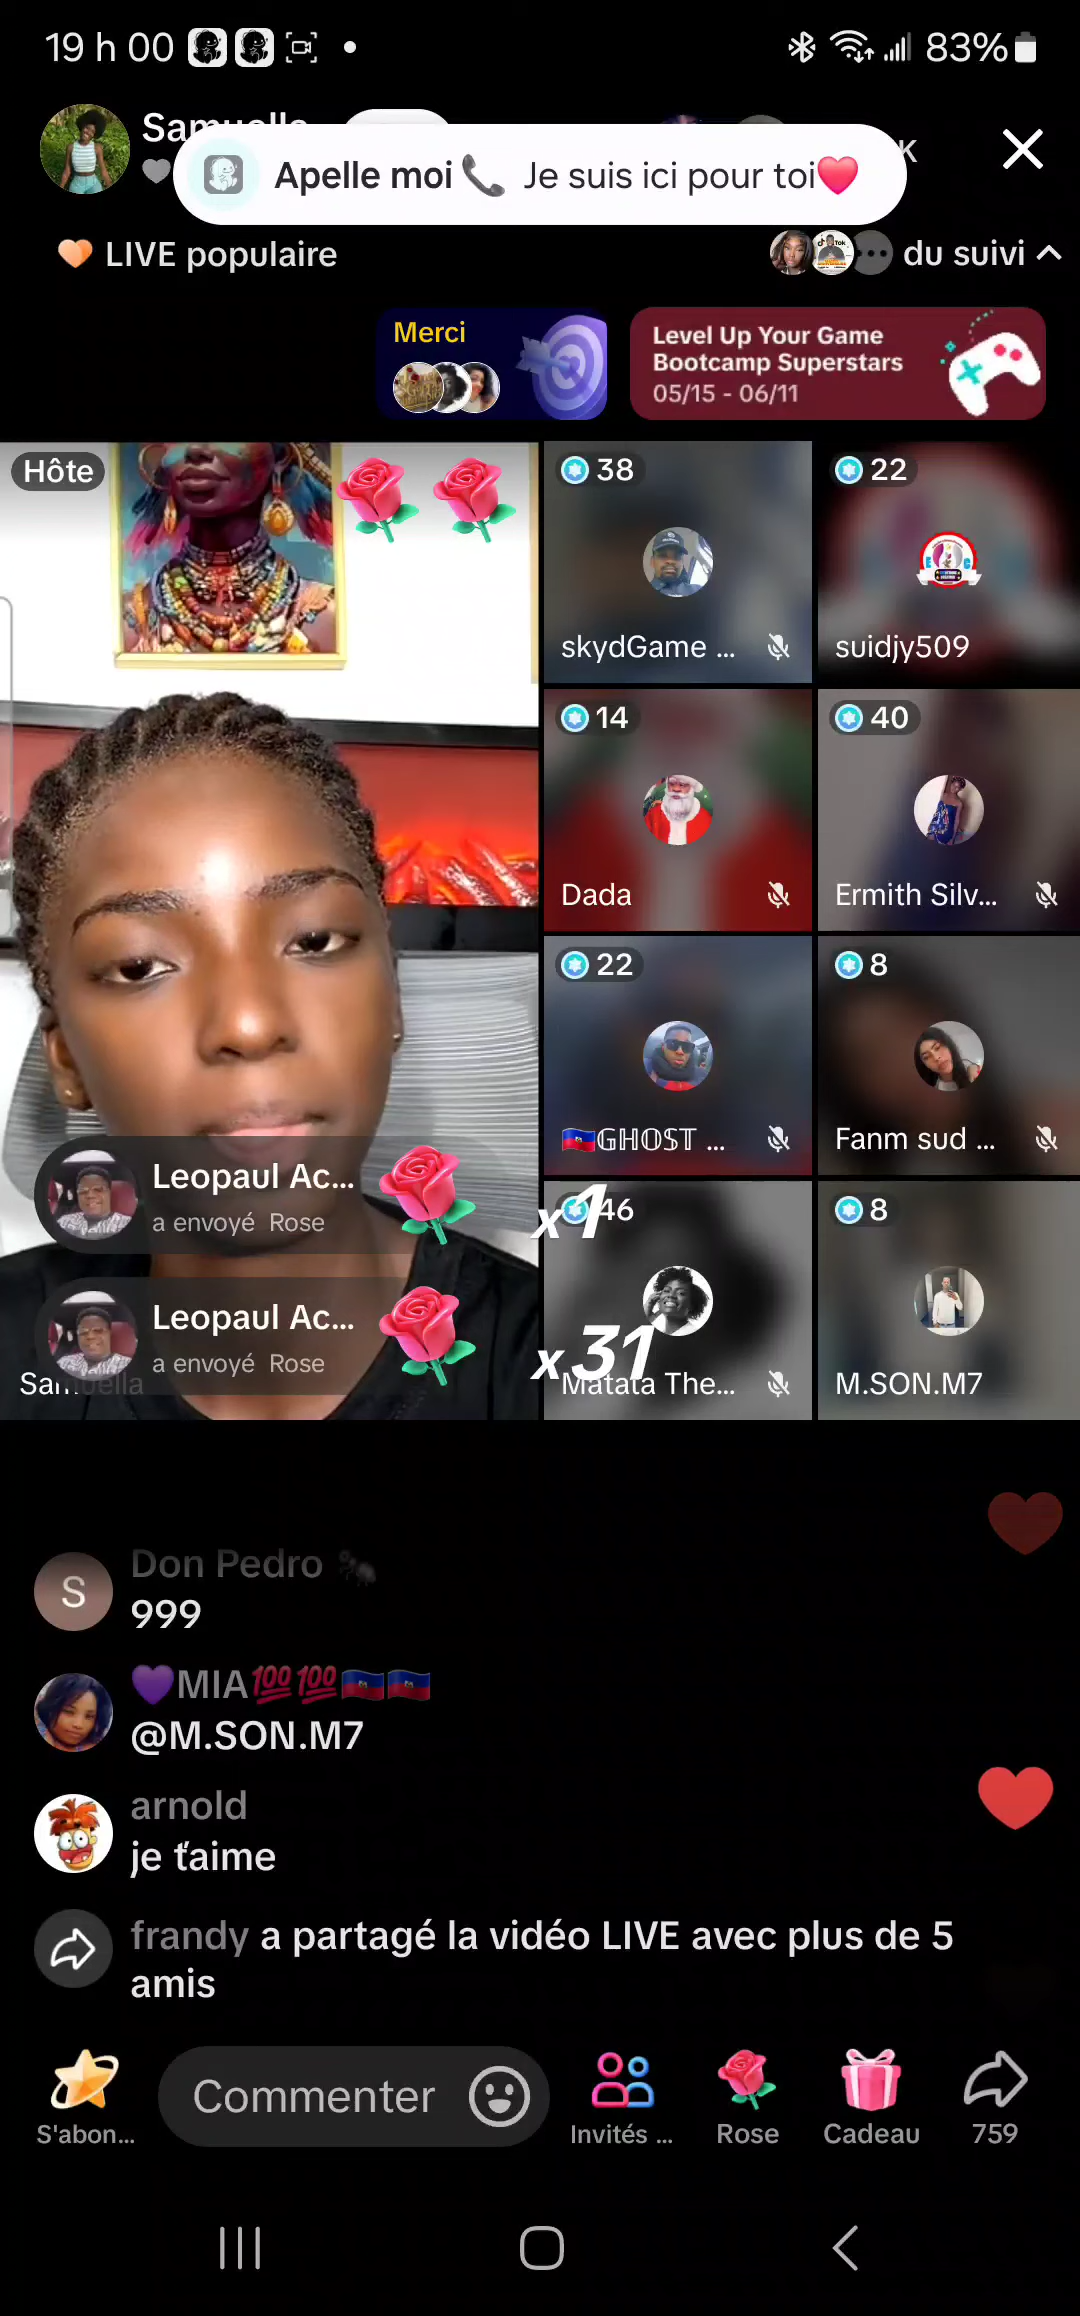 19 h 00
83%
Samuella
Apelle moi 📞 Je suis ici pour toi❤️
K
LIVE populaire
du suivi
Merci
Level Up Your Game
Bootcamp Superstars
05/15 - 06/11
Hôte
38
skydGame ...
22
suidjy509
14
Dada
40
Ermith Silv...
22
🇭🇹𝔾ℍ𝕆𝕊𝕋 ...
8
Fanm sud ...
46
Matata The...
8
M.SON.M7
Leopaul Ac...
a envoyé Rose
x1
Leopaul Ac...
a envoyé Rose
x31
Samuella
S
Don Pedro 🐜
999
💜MIA💯💯🇭🇹🇭🇹
@M.SON.M7
arnold
je t'aime
frandy a partagé la vidéo LIVE avec plus de 5
amis
Commenter
S'abon...
Invités ...
Rose
Cadeau
759